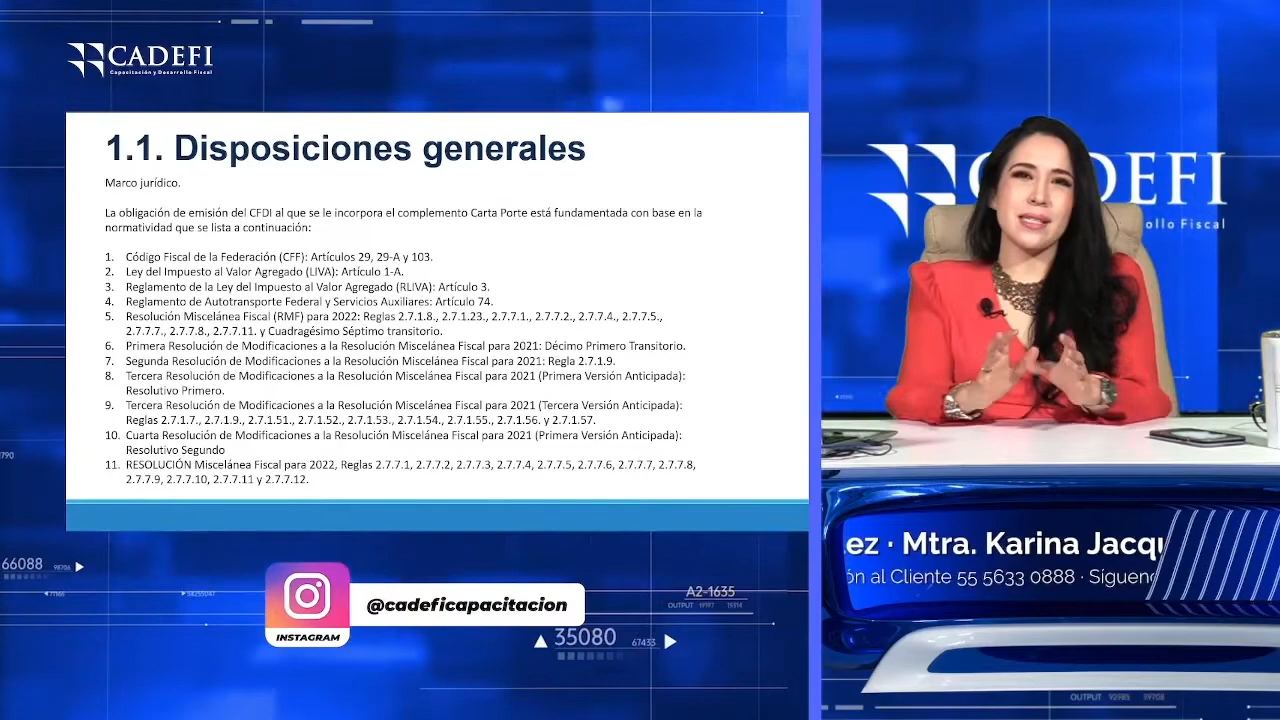 CADEFI
Capacitación y Desarrollo Fiscal
1.1. Disposiciones generales
Marco jurídico.
La obligación de emisión del CFDI al que se le incorpora el complemento Carta Porte está fundamentada con base en la
normatividad que se lista a continuación:
1. Código Fiscal de la Federación (CFF): Artículos 29, 29-A y 103.
2. Ley del Impuesto al Valor Agregado (LIVA): Artículo 1-A.
3. Reglamento de la Ley del Impuesto al Valor Agregado (RLIVA): Artículo 3.
4. Reglamento de Autotransporte Federal y Servicios Auxiliares: Artículo 74.
5. Resolución Miscelánea Fiscal (RMF) para 2022: Reglas 2.7.1.8., 2.7.1.23., 2.7.7.1., 2.7.7.2., 2.7.7.4., 2.7.7.5.,
2.7.7.7., 2.7.7.8., 2.7.7.11. y Cuadragésimo Séptimo transitorio.
6. Primera Resolución de Modificaciones a la Resolución Miscelánea Fiscal para 2021: Décimo Primero Transitorio.
7. Segunda Resolución de Modificaciones a la Resolución Miscelánea Fiscal para 2021: Regla 2.7.1.9.
8. Tercera Resolución de Modificaciones a la Resolución Miscelánea Fiscal para 2021 (Primera Versión Anticipada):
Resolutivo Primero.
9. Tercera Resolución de Modificaciones a la Resolución Miscelánea Fiscal para 2021 (Tercera Versión Anticipada):
Reglas 2.7.1.7., 2.7.1.9., 2.7.1.51., 2.7.1.52., 2.7.1.53., 2.7.1.54., 2.7.1.55., 2.7.1.56. y 2.7.1.57.
10. Cuarta Resolución de Modificaciones a la Resolución Miscelánea Fiscal para 2021 (Primera Versión Anticipada):
Resolutivo Segundo
11. RESOLUCIÓN Miscelánea Fiscal para 2022, Reglas 2.7.7.1, 2.7.7.2, 2.7.7.3, 2.7.7.4, 2.7.7.5, 2.7.7.6, 2.7.7.7, 2.7.7.8,
2.7.7.9, 2.7.7.10, 2.7.7.11 y 2.7.7.12.
66088
INSTAGRAM
@cadeficapacitacion
A2-1635
OUTPUT
35080 67433
DEFI
ollo Fiscal
ez · Mtra. Karina Jacqu
ón al Cliente 55 5633 0888 · Síguen
OUTPUT